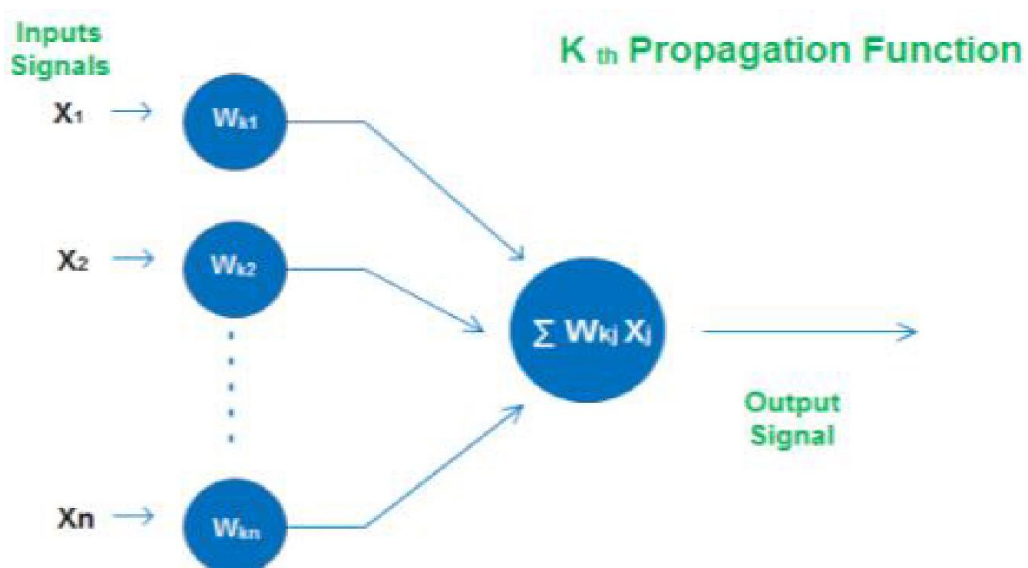 Inputs
Signals
K th Propagation Function
X1
Wk1
X2
Wk2
∑ Wkj Xj
Output
Signal
Xn
Wkn